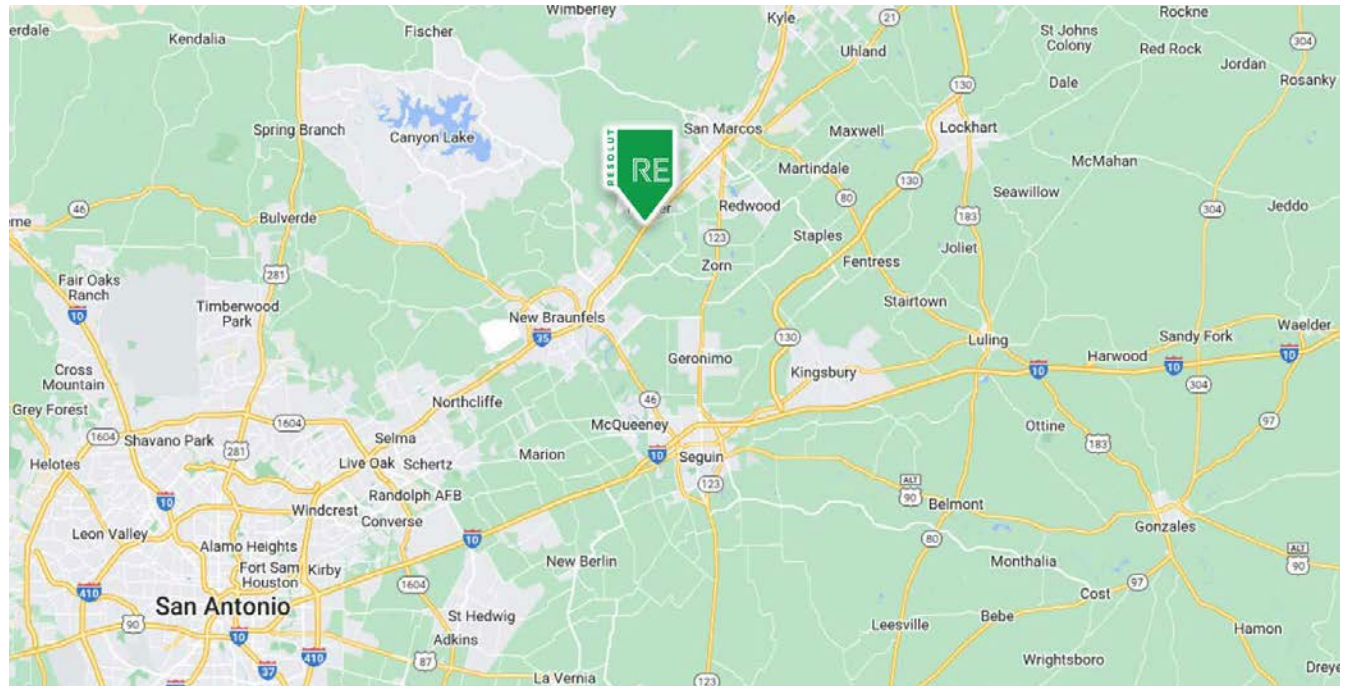 Wimberley
Rockne
erdale
Kendalia
Fischer
Kyle
21
Uhland
St Johns
Colony
Red Rock
304
Jordan
Rosanky
130
Dale
Spring Branch
Canyon Lake
RESOLUT
RE
San Marcos
Maxwell
Lockhart
McMahan
Martindale
130
Seawillow
46
Bulverde
Redwood
80
183
304
Jeddo
eme
123
Staples
Joliet
281
Zorn
Fentress
Fair Oaks
Ranch
10
Timberwood
Park
Stairtown
New Braunfels
35
130
Luling
Sandy Fork
Waelder
Geronimo
Harwood
10
Cross
Mountain
Kingsbury
10
10
304
Grey Forest
Northcliffe
46
1604
McQueeney
97
1604
Shavano Park
281
Selma
Ottine
183
Helotes
Live Oak
Schertz
Marion
10
Seguin
10
Randolph AFB
123
ALT
90
Belmont
Windcrest
Converse
Gonzales
Leon Valley
10
80
Alamo Heights
New Berlin
Monthalia
ALT
90
Fort Sam
Houston
Kirby
1604
97
410
Cost
San Antonio
St Hedwig
Bebe
90
Leesville
10
Adkins
Hamon
410
87
Wrightsboro
37
La Vernia
123
Dreye